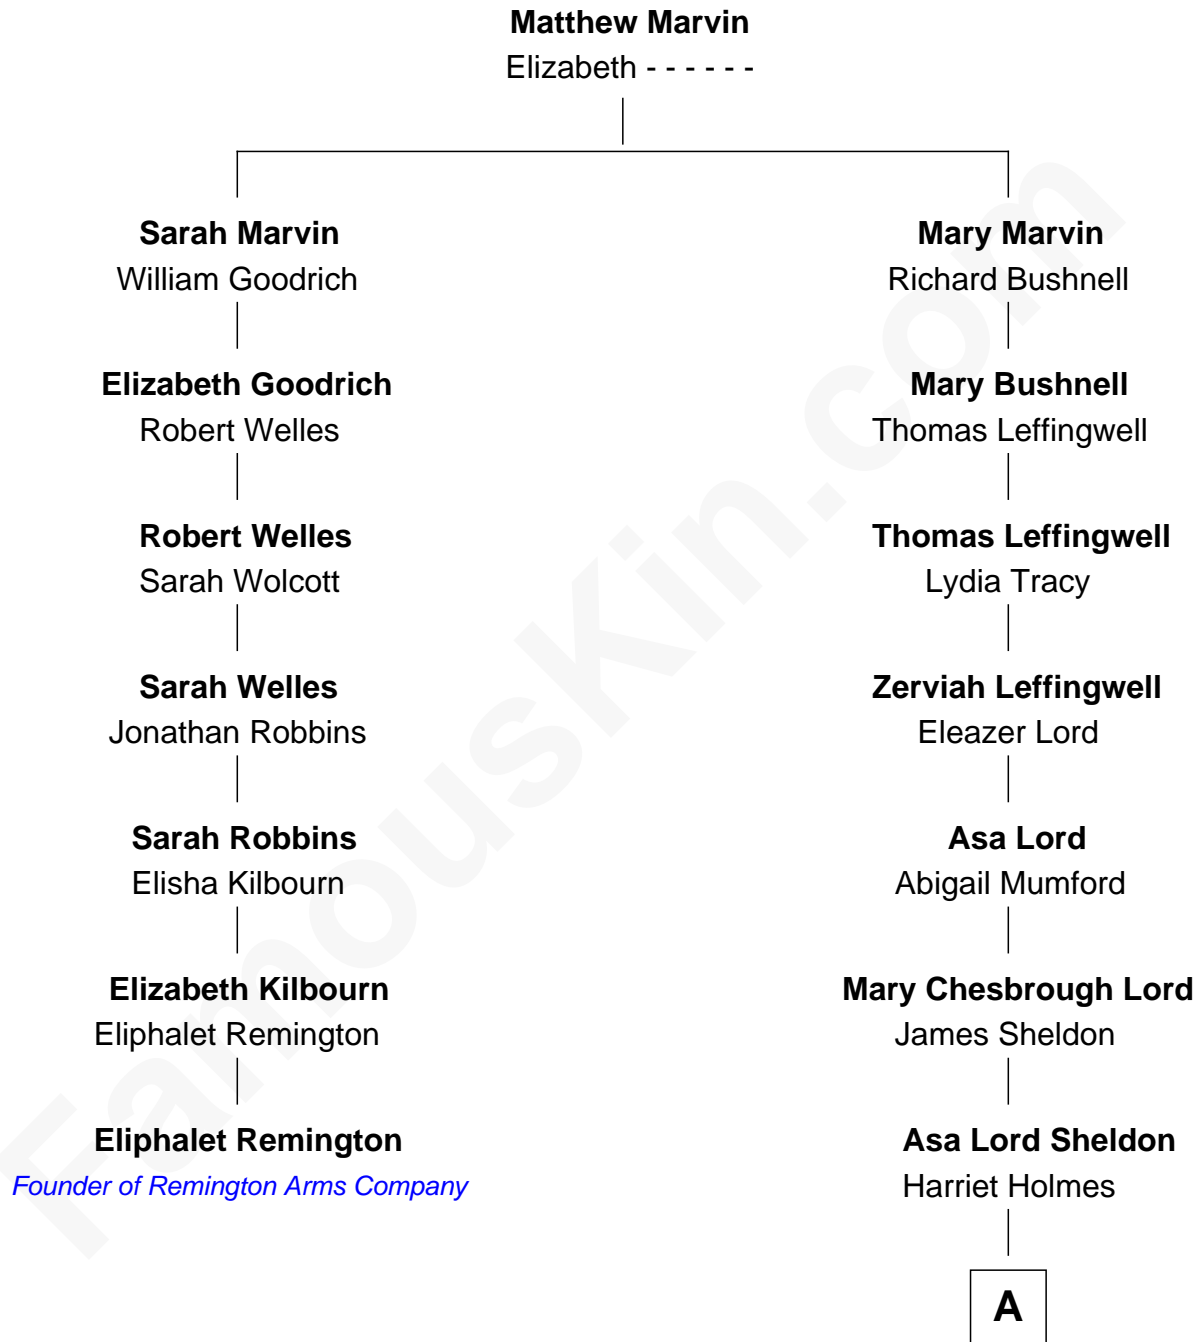 Matthew Marvin
Elizabeth - - - - - -
Sarah Marvin
William Goodrich
Mary Marvin
Richard Bushnell
Elizabeth Goodrich
Robert Welles
Mary Bushnell
Thomas Leffingwell
Robert Welles
Sarah Wolcott
Thomas Leffingwell
Lydia Tracy
Sarah Welles
Jonathan Robbins
Zerviah Leffingwell
Eleazer Lord
Sarah Robbins
Elisha Kilbourn
Asa Lord
Abigail Mumford
Elizabeth Kilbourn
Eliphalet Remington
Mary Chesbrough Lord
James Sheldon
Eliphalet Remington
Founder of Remington Arms Company
Asa Lord Sheldon
Harriet Holmes
A
FamousKin.com